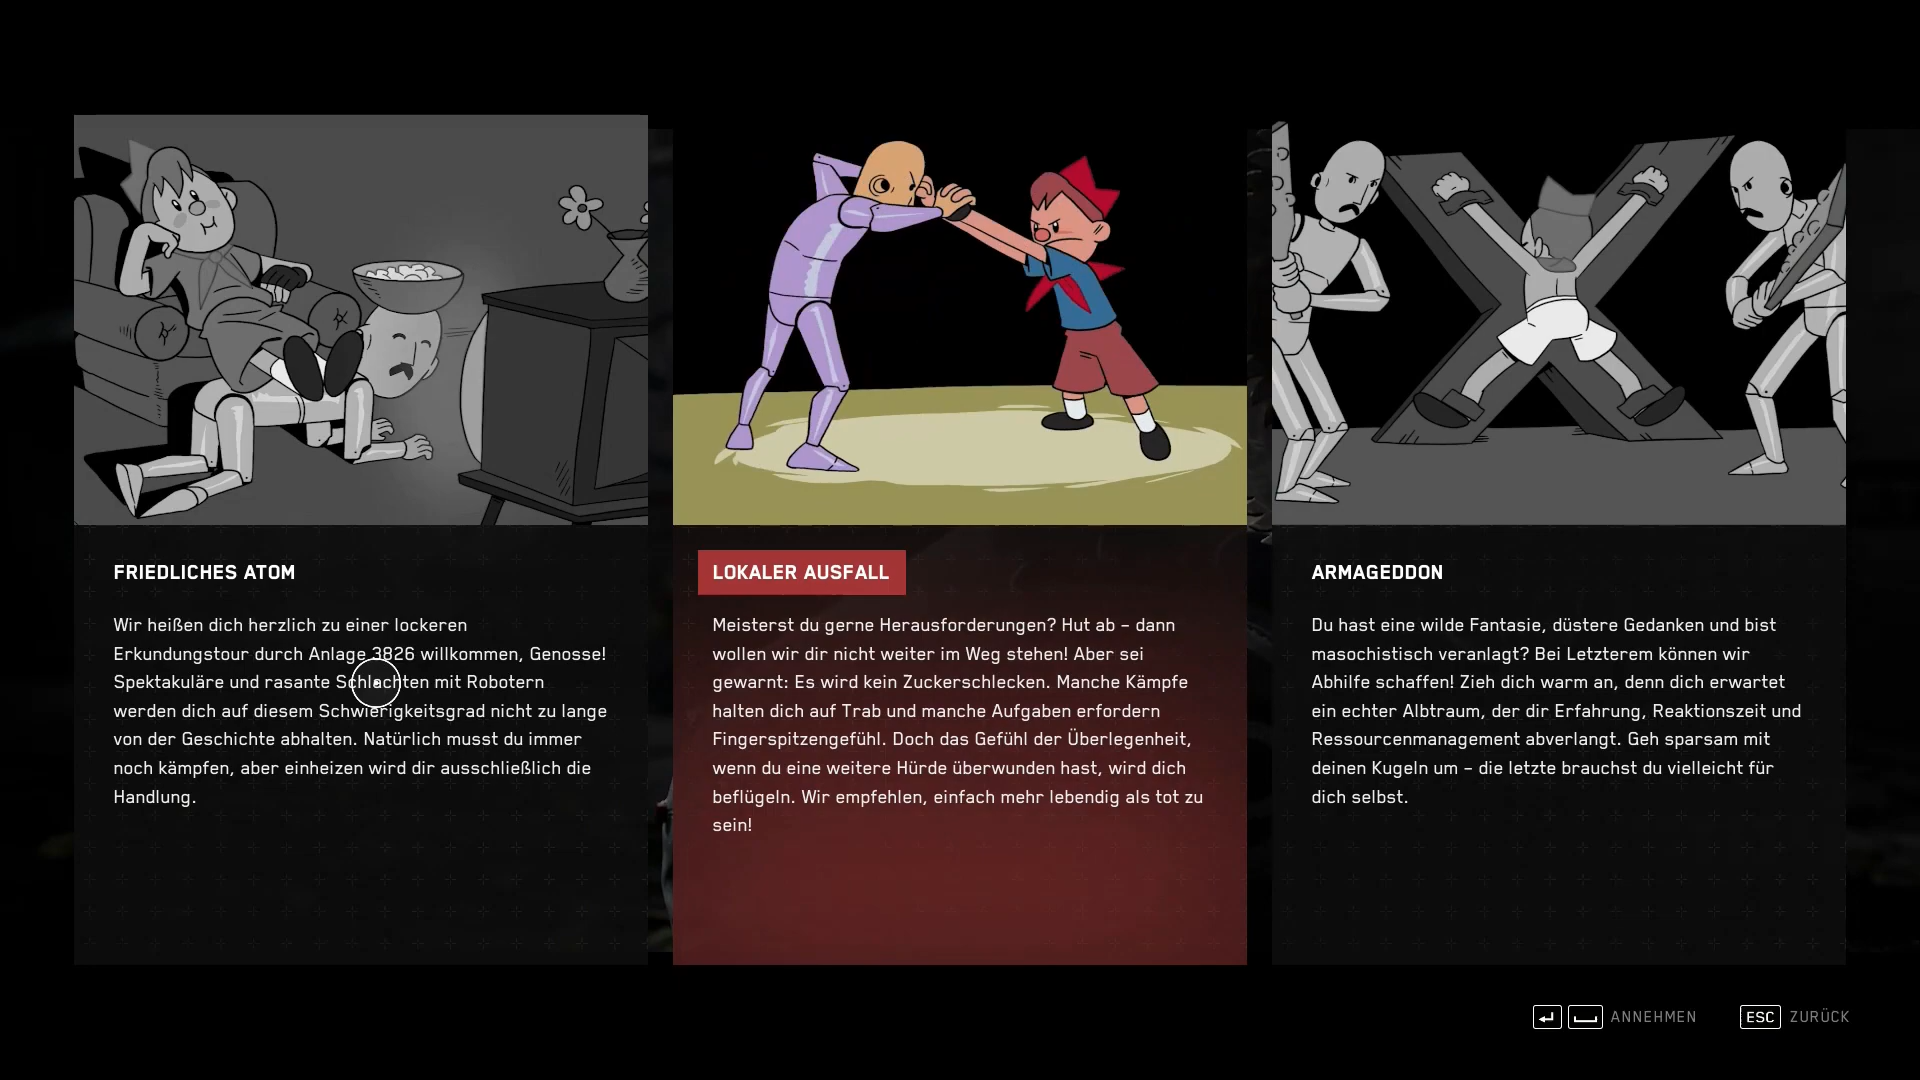 FRIEDLICHES ATOM
Wir heißen dich herzlich zu einer lockeren
Erkundungstour durch Anlage 3826 willkommen, Genosse!
Spektakuläre und rasante Schlachten mit Robotern
werden dich auf diesem Schwierigkeitsgrad nicht zu lange
von der Geschichte abhalten. Natürlich musst du immer
noch kämpfen, aber einheizen wird dir ausschließlich die
Handlung.
LOKALER AUSFALL
Meisterst du gerne Herausforderungen? Hut ab – dann
wollen wir dir nicht weiter im Weg stehen! Aber sei
gewarnt: Es wird kein Zuckerschlecken. Manche Kämpfe
halten dich auf Trab und manche Aufgaben erfordern
Fingerspitzengefühl. Doch das Gefühl der Überlegenheit,
wenn du eine weitere Hürde überwunden hast, wird dich
beflügeln. Wir empfehlen, einfach mehr lebendig als tot zu
sein!
ARMAGEDDON
Du hast eine wilde Fantasie, düstere Gedanken und bist
masochistisch veranlagt? Bei Letzterem können wir
Abhilfe schaffen! Zieh dich warm an, denn dich erwartet
ein echter Albtraum, der dir Erfahrung, Reaktionszeit und
Ressourcenmanagement abverlangt. Geh sparsam mit
deinen Kugeln um – die letzte brauchst du vielleicht für
dich selbst.
ANNEHMEN
ESC ZURÜCK